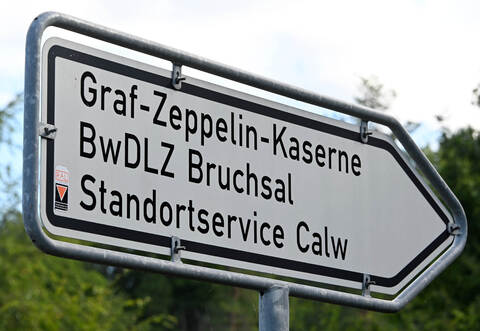 Graf-Zeppelin-Kaserne
BwDLZ Bruchsal
Standortservice Calw